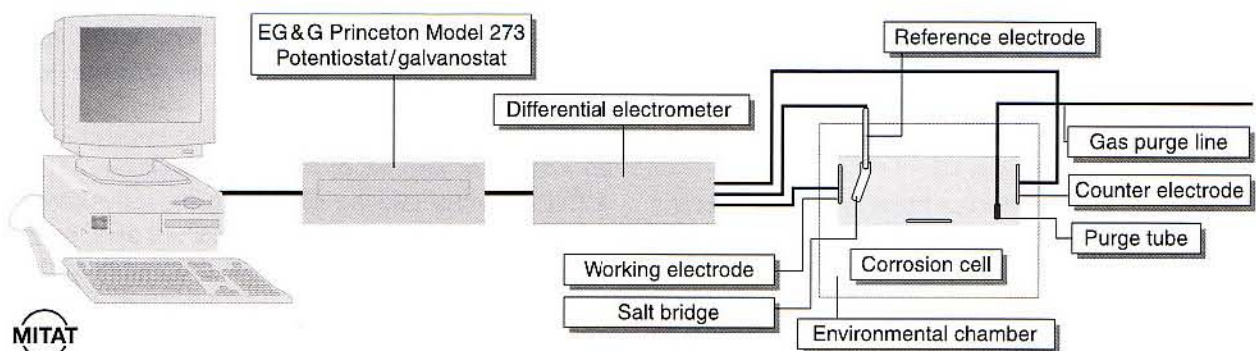 EG&G Princeton Model 273
Potentiostat/galvanostat
Differential electrometer
Reference electrode
Gas purge line
Counter electrode
Purge tube
Working electrode
Corrosion cell
Salt bridge
Environmental chamber
MITAT